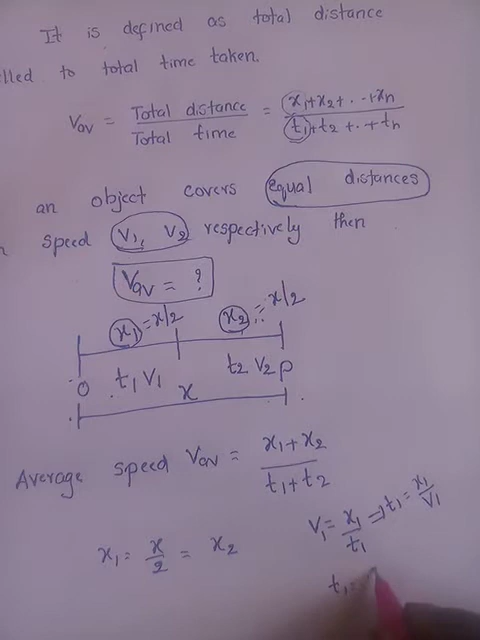 It is defined as total distance
elled to total time taken.
Vav = Total distance / Total time = x1+x2+..+xn / t1+t2+..+tn
an object covers equal distances
speed V1, V2 respectively then
Vav = ?
x1 = x/2 x2 = x/2
O t1 V1 t2 V2 P
x
Average speed Vav = x1+x2 / t1+t2
V1 = x1/t1 ⇒ t1 = x1/V1
x1 = x/2 = x2
t1 =